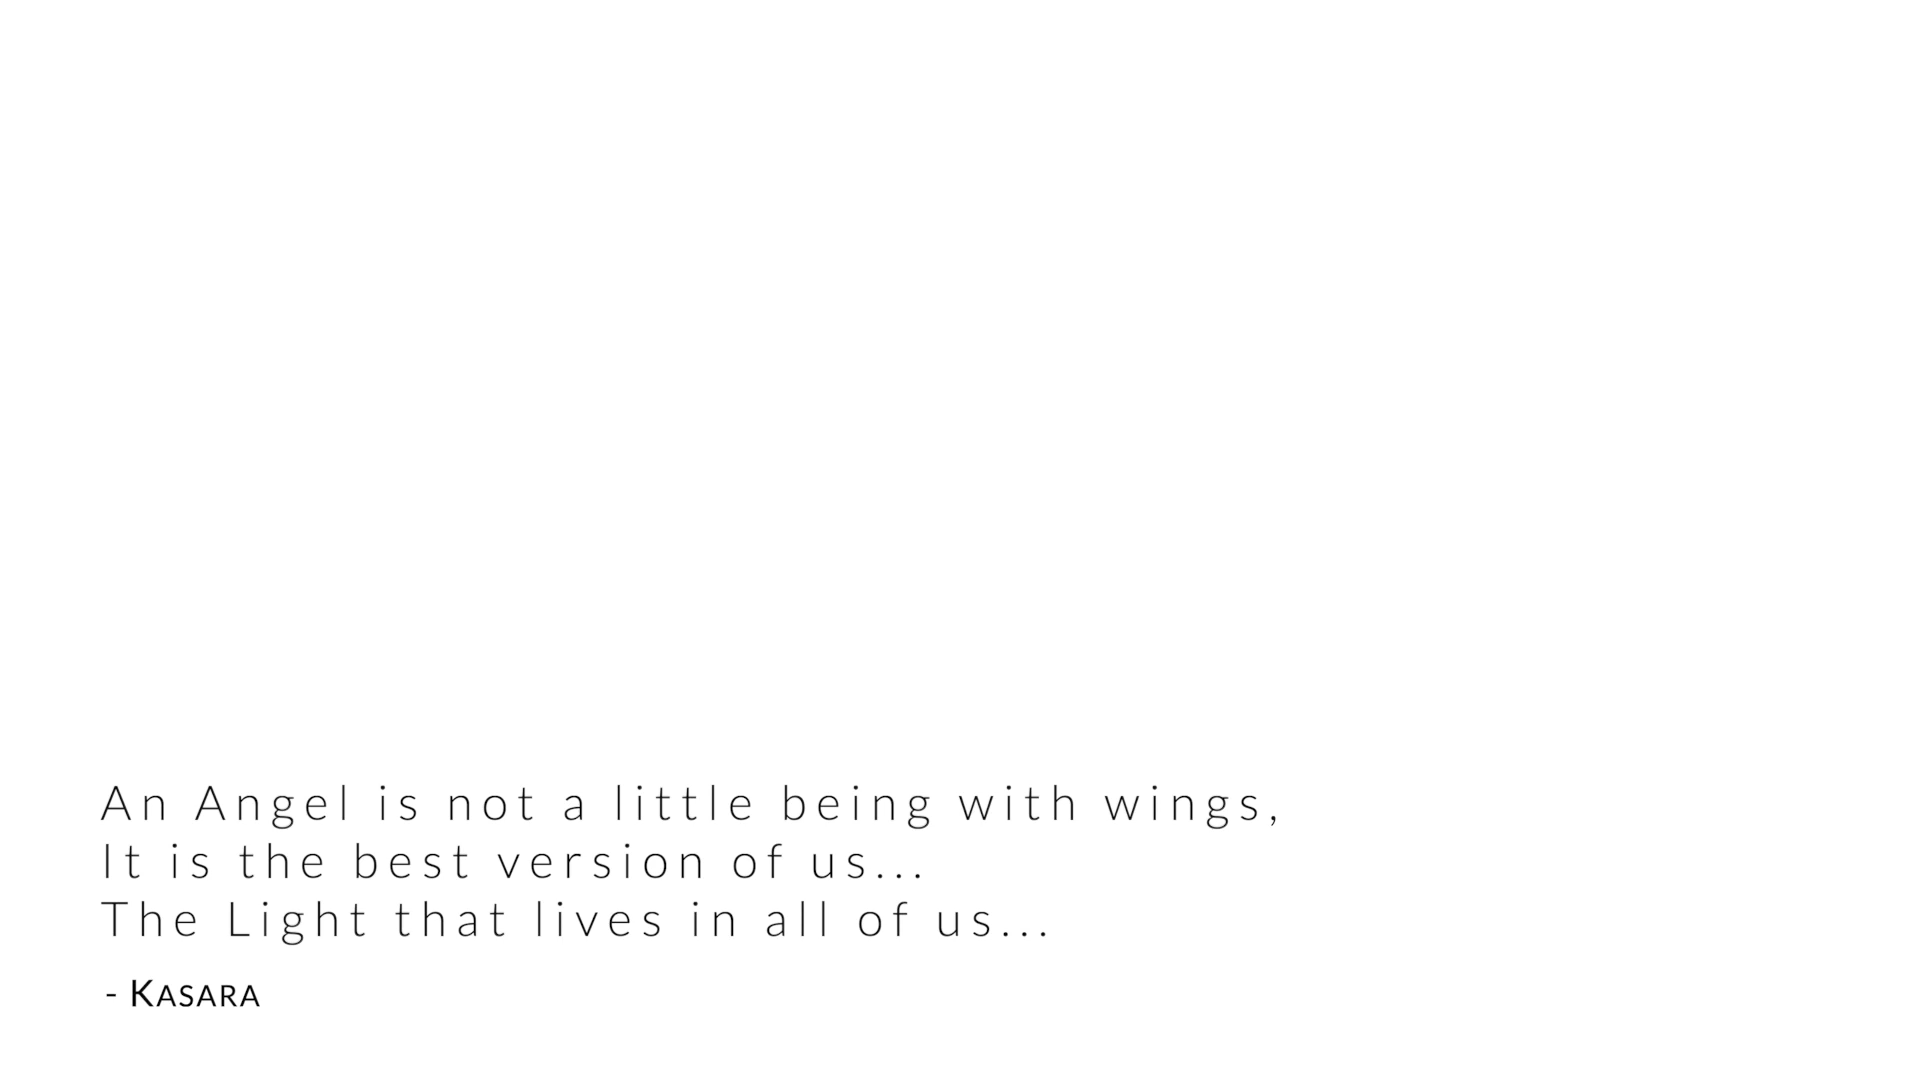 An Angel is not a little being with wings,
It is the best version of us...
The Light that lives in all of us...
- KASARA